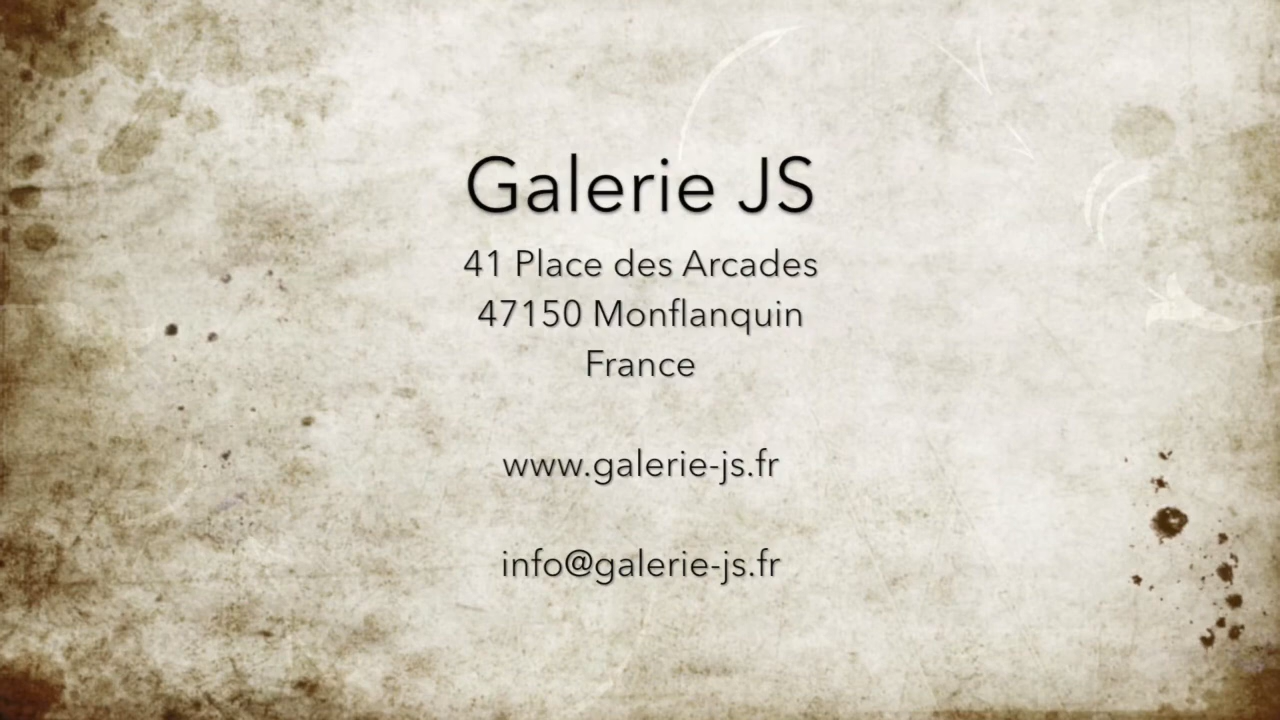 Galerie JS
41 Place des Arcades
47150 Monflanquin
France
www.galerie-js.fr
info@galerie-js.fr